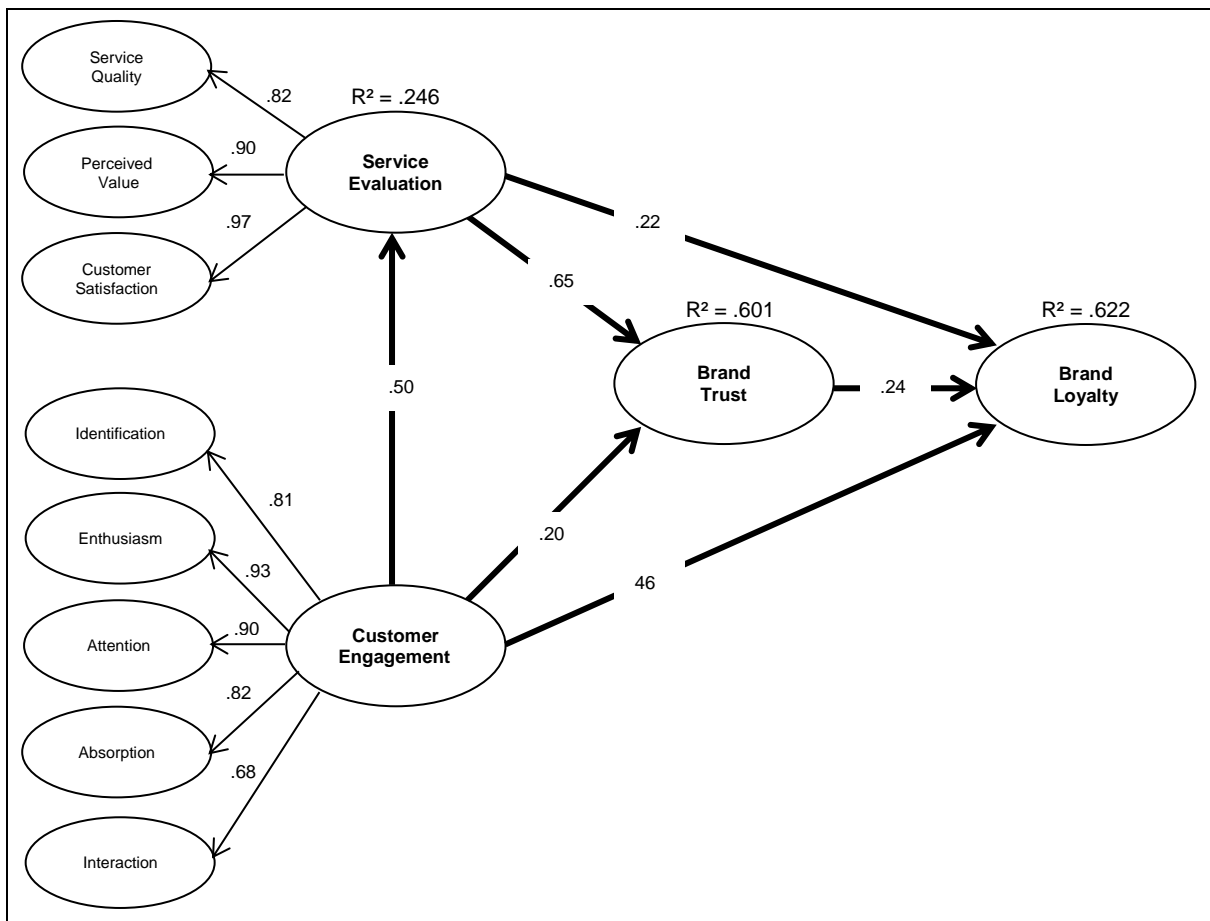 Service
Quality
.82
R² = .246
Perceived
Value
.90
Service
Evaluation
.97
Customer
Satisfaction
.22
.65
R² = .601
R² = .622
Brand
Trust
.24
Brand
Loyalty
.50
Identification
.81
Enthusiasm
.93
.20
46
Attention
.90
Customer
Engagement
.82
Absorption
.68
Interaction